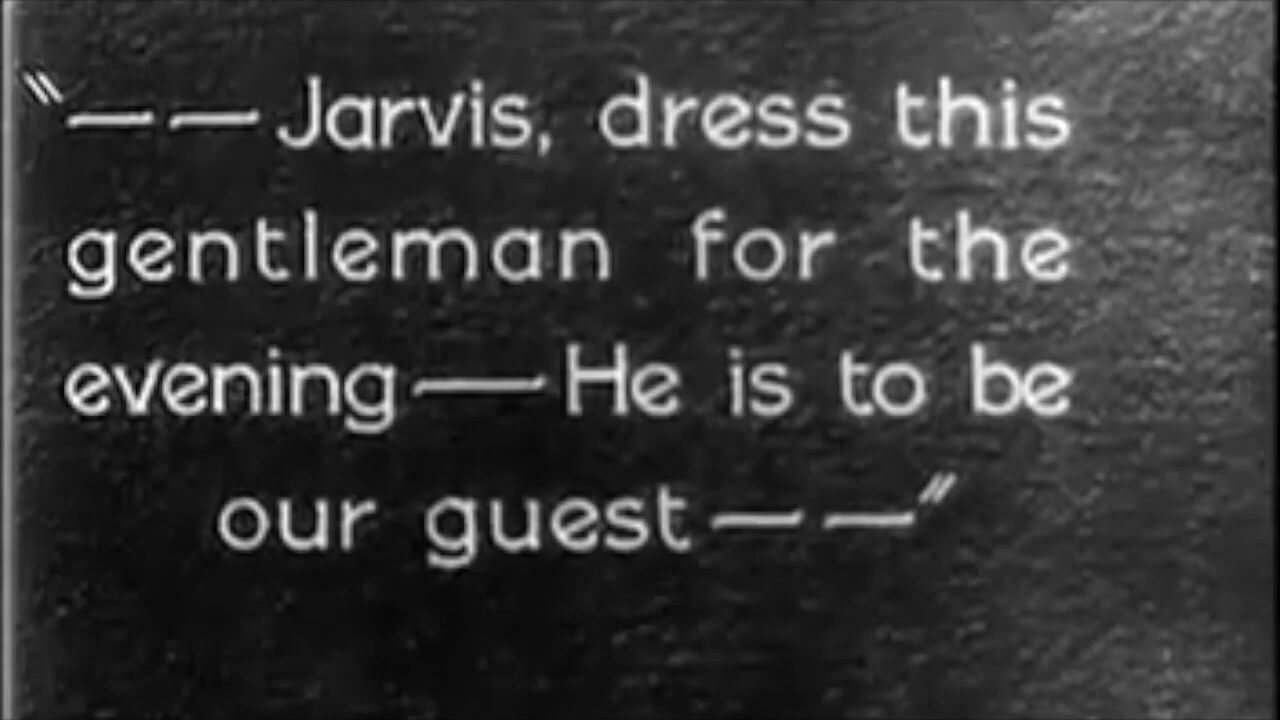 "— — Jarvis, dress this
gentleman for the
evening — He is to be
our guest — —"